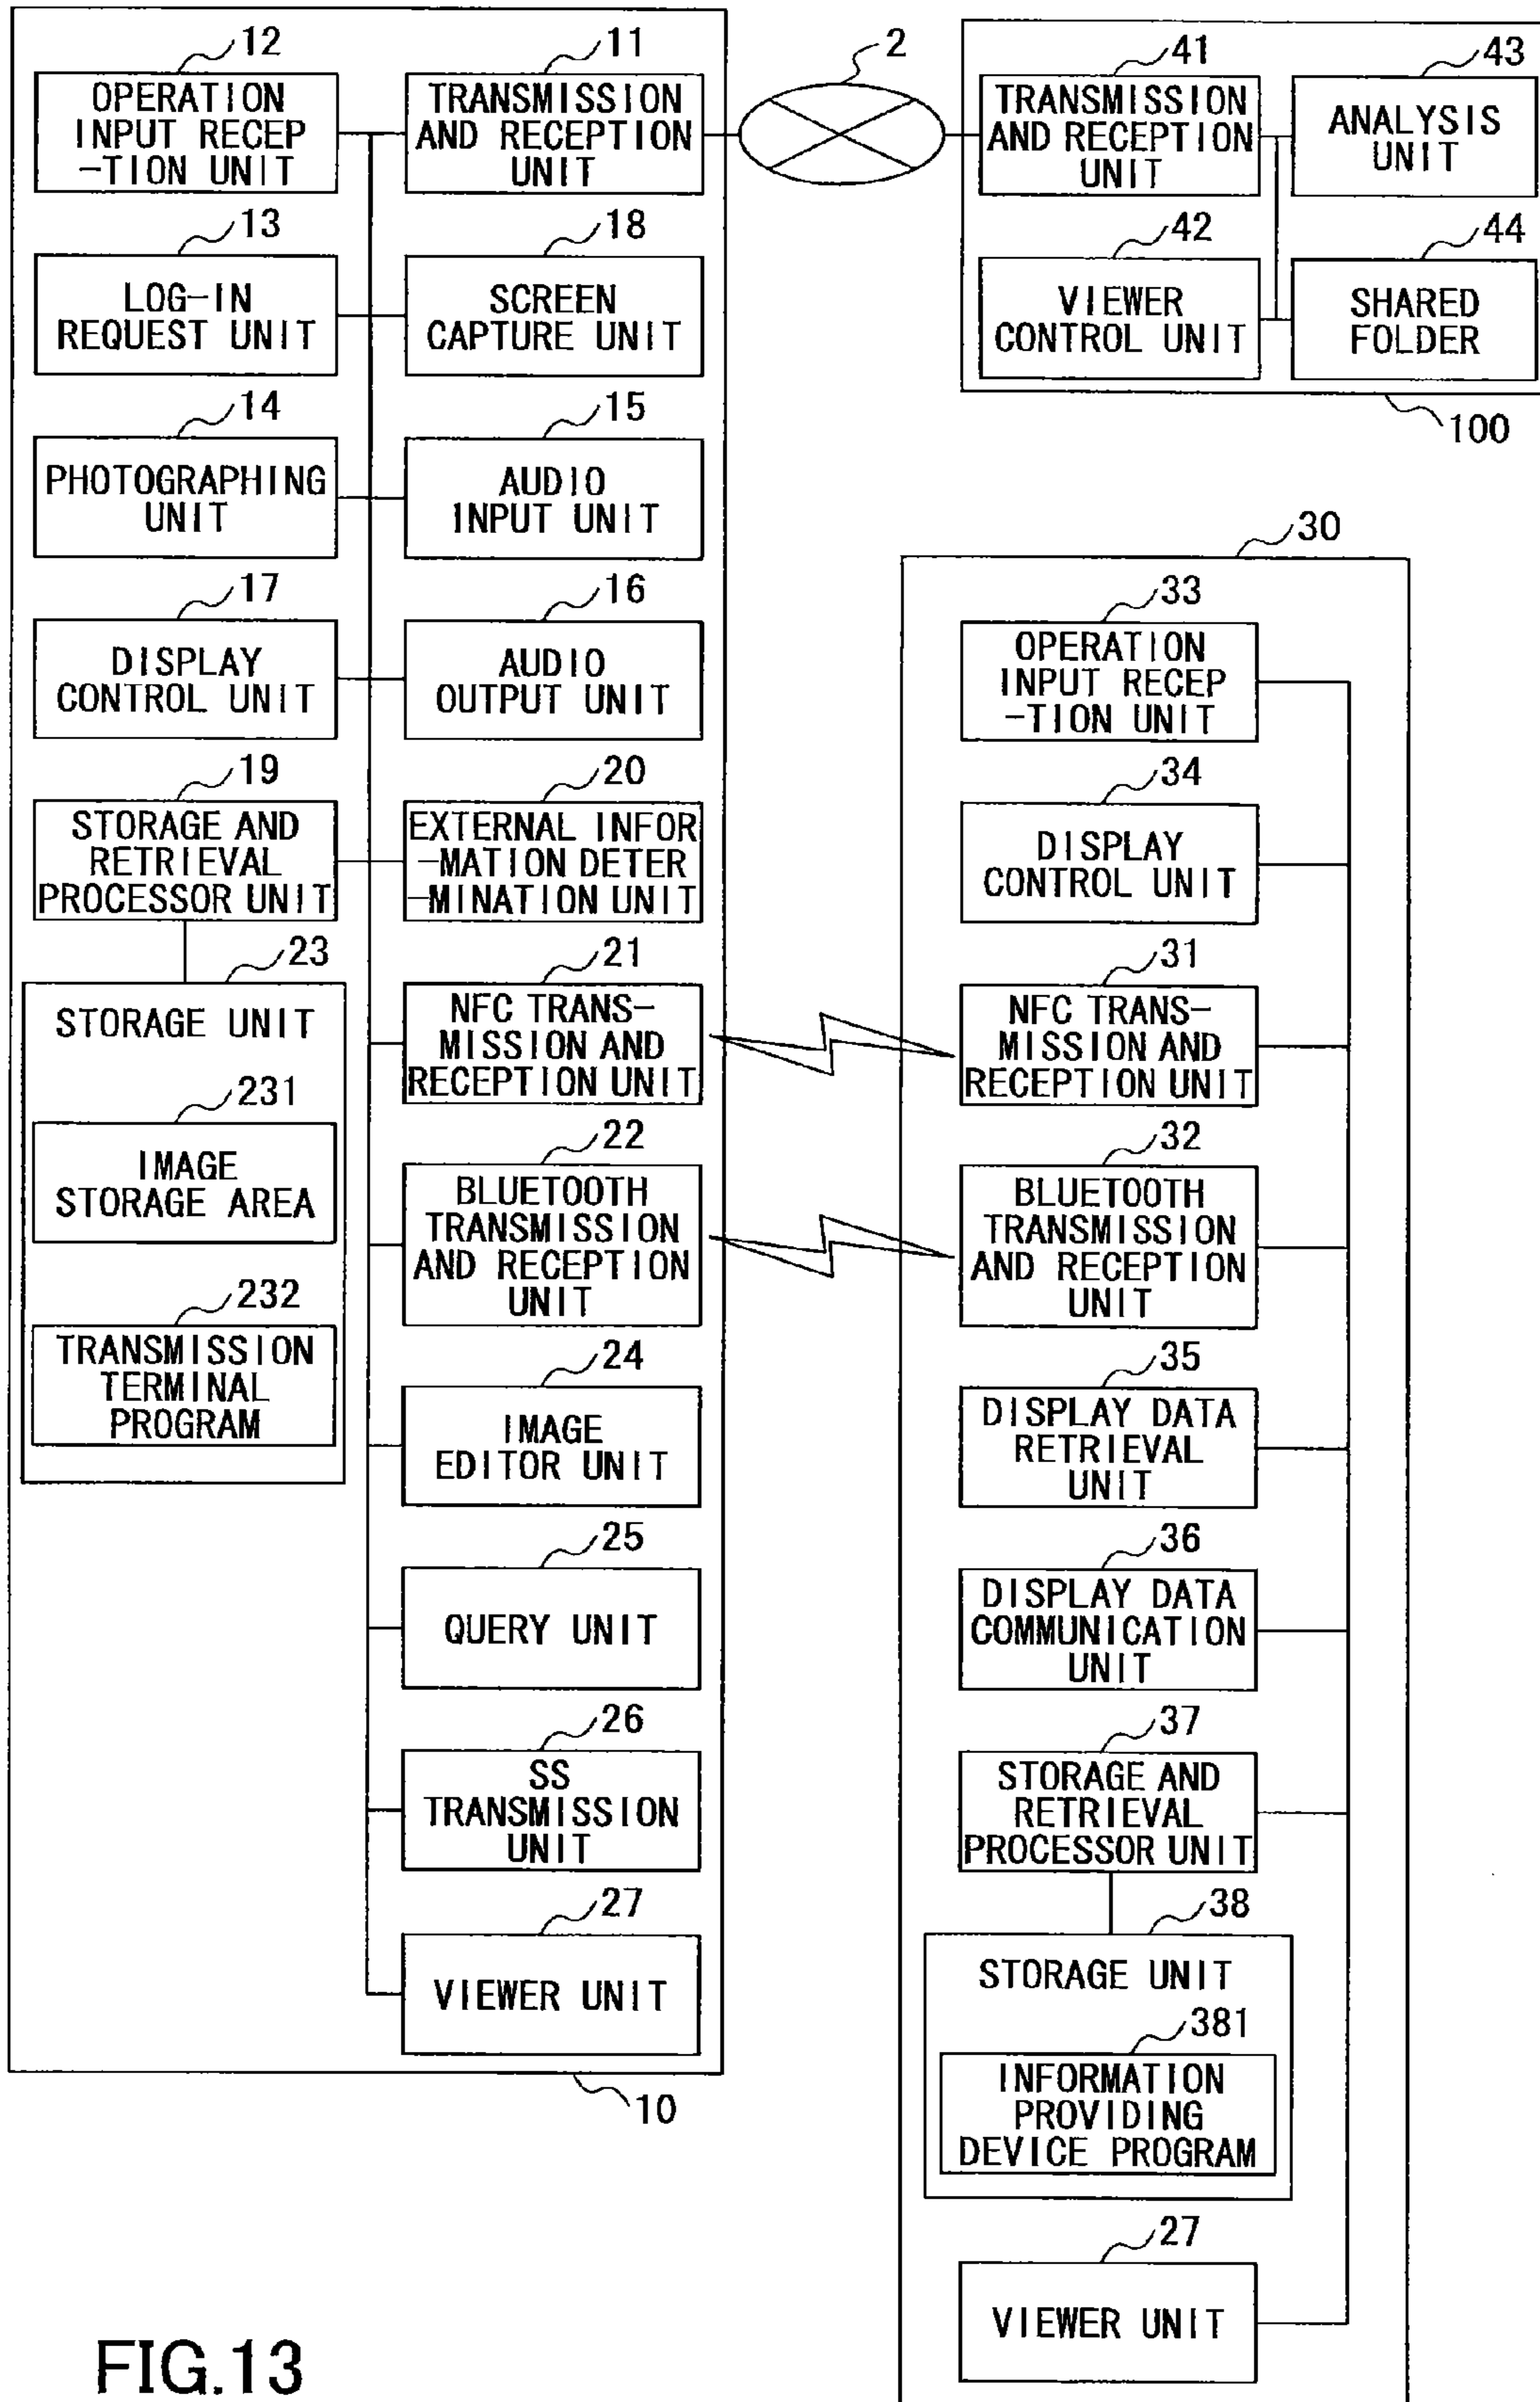 12
OPERATION
INPUT RECEP
-TION UNIT
11
TRANSMISSION
AND RECEPTION
UNIT
2
13
LOG-IN
REQUEST UNIT
18
SCREEN
CAPTURE UNIT
14
PHOTOGRAPHING
UNIT
15
AUDIO
INPUT UNIT
17
DISPLAY
CONTROL UNIT
16
AUDIO
OUTPUT UNIT
19
STORAGE AND
RETRIEVAL
PROCESSOR UNIT
20
EXTERNAL INFOR
-MATION DETER
-MINATION UNIT
23
STORAGE UNIT
231
IMAGE
STORAGE AREA
232
TRANSMISSION
TERMINAL
PROGRAM
21
NFC TRANS-
MISSION AND
RECEPTION UNIT
22
BLUETOOTH
TRANSMISSION
AND RECEPTION
UNIT
24
IMAGE
EDITOR UNIT
25
QUERY UNIT
26
SS
TRANSMISSION
UNIT
27
VIEWER UNIT
10
41
TRANSMISSION
AND RECEPTION
UNIT
43
ANALYSIS
UNIT
42
VIEWER
CONTROL UNIT
44
SHARED
FOLDER
100
30
33
OPERATION
INPUT RECEP
-TION UNIT
34
DISPLAY
CONTROL UNIT
31
NFC TRANS-
MISSION AND
RECEPTION UNIT
32
BLUETOOTH
TRANSMISSION
AND RECEPTION
UNIT
35
DISPLAY DATA
RETRIEVAL
UNIT
36
DISPLAY DATA
COMMUNICATION
UNIT
37
STORAGE AND
RETRIEVAL
PROCESSOR UNIT
38
STORAGE UNIT
381
INFORMATION
PROVIDING
DEVICE PROGRAM
27
VIEWER UNIT
FIG.13